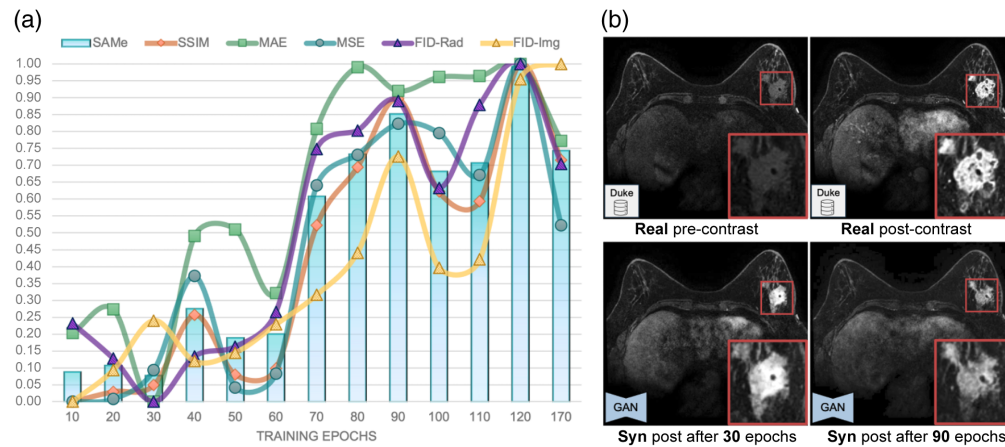 (a)
SAMe SSIM MAE MSE FID-Rad FID-Img
1.00
0.95
0.90
0.85
0.80
0.75
0.70
0.65
0.60
0.55
0.50
0.45
0.40
0.35
0.30
0.25
0.20
0.15
0.10
0.05
0.00
10 20 30 40 50 60 70 80 90 100 110 120 170
TRAINING EPOCHS
(b)
Duke
Duke
Real pre-contrast
Real post-contrast
GAN
GAN
Syn post after 30 epochs
Syn post after 90 epochs